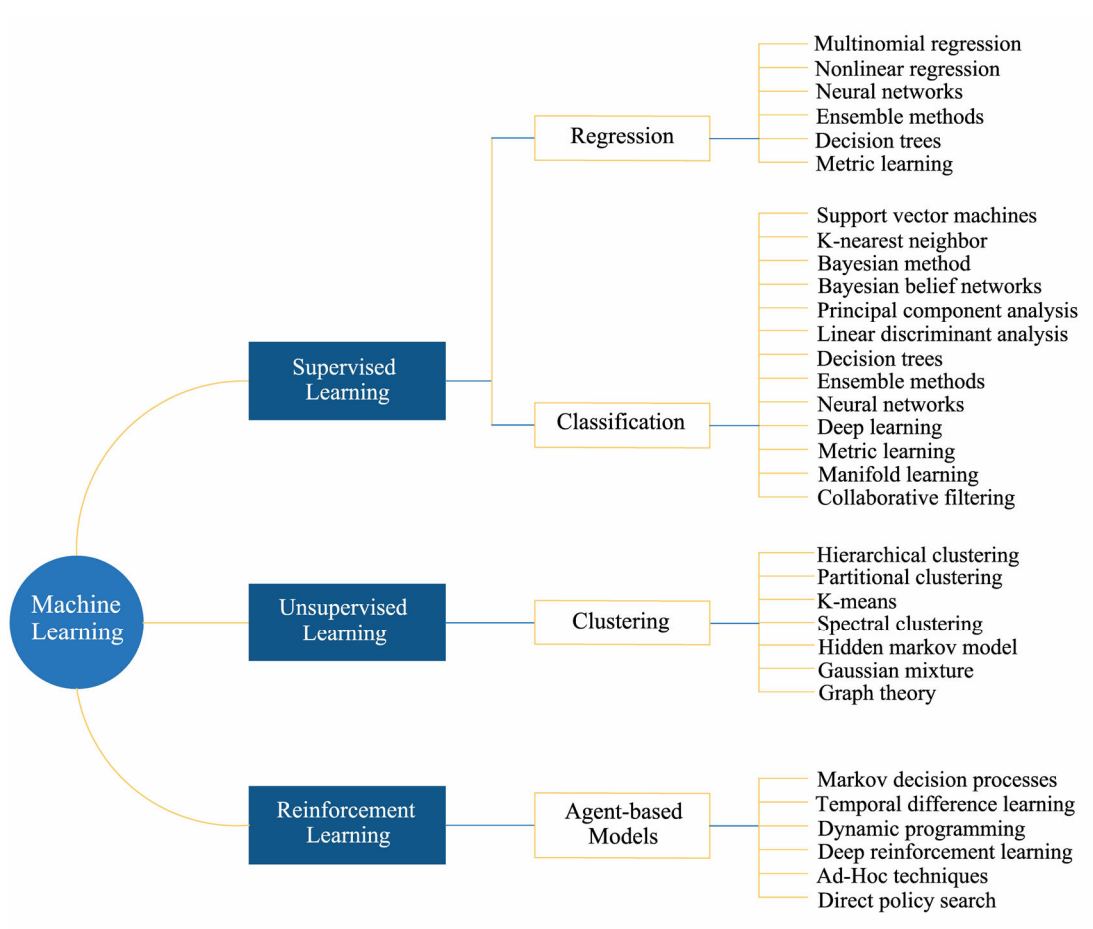 Machine
Learning
Supervised
Learning
Regression
Multinomial regression
Nonlinear regression
Neural networks
Ensemble methods
Decision trees
Metric learning
Classification
Support vector machines
K-nearest neighbor
Bayesian method
Bayesian belief networks
Principal component analysis
Linear discriminant analysis
Decision trees
Ensemble methods
Neural networks
Deep learning
Metric learning
Manifold learning
Collaborative filtering
Unsupervised
Learning
Clustering
Hierarchical clustering
Partitional clustering
K-means
Spectral clustering
Hidden markov model
Gaussian mixture
Graph theory
Reinforcement
Learning
Agent-based
Models
Markov decision processes
Temporal difference learning
Dynamic programming
Deep reinforcement learning
Ad-Hoc techniques
Direct policy search